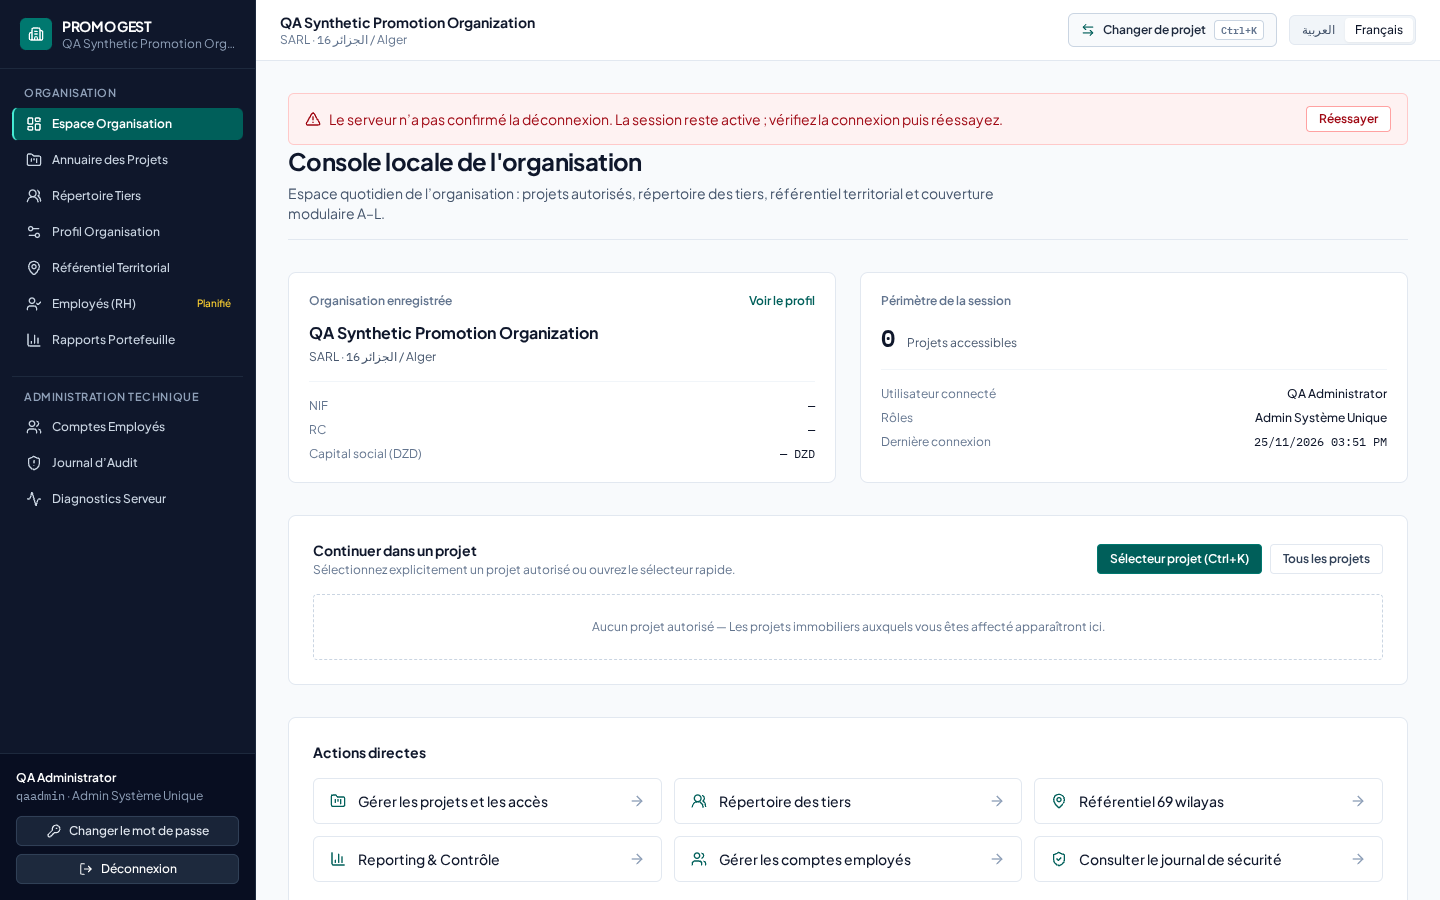 PROMOGEST
QA Synthetic Promotion Org...
ORGANISATION
Espace Organisation
Annuaire des Projets
Répertoire Tiers
Profil Organisation
Référentiel Territorial
Employés (RH)
Planifié
Rapports Portefeuille
ADMINISTRATION TECHNIQUE
Comptes Employés
Journal d'Audit
Diagnostics Serveur
QA Administrator
qaadmin · Admin Système Unique
Changer le mot de passe
Déconnexion
QA Synthetic Promotion Organization
SARL · 16 الجزائر / Alger
Changer de projet Ctrl+K
العربية
Français
Le serveur n’a pas confirmé la déconnexion. La session reste active ; vérifiez la connexion puis réessayez.
Réessayer
Console locale de l'organisation
Espace quotidien de l’organisation : projets autorisés, répertoire des tiers, référentiel territorial et couverture
modulaire A–L.
Organisation enregistrée
Voir le profil
QA Synthetic Promotion Organization
SARL · 16 الجزائر / Alger
NIF —
RC —
Capital social (DZD) — DZD
Périmètre de la session
0 Projets accessibles
Utilisateur connecté QA Administrator
Rôles Admin Système Unique
Dernière connexion 25/11/2026 03:51 PM
Continuer dans un projet
Sélectionnez explicitement un projet autorisé ou ouvrez le sélecteur rapide.
Sélecteur projet (Ctrl+K)
Tous les projets
Aucun projet autorisé — Les projets immobiliers auxquels vous êtes affecté apparaîtront ici.
Actions directes
Gérer les projets et les accès
Répertoire des tiers
Référentiel 69 wilayas
Reporting & Contrôle
Gérer les comptes employés
Consulter le journal de sécurité